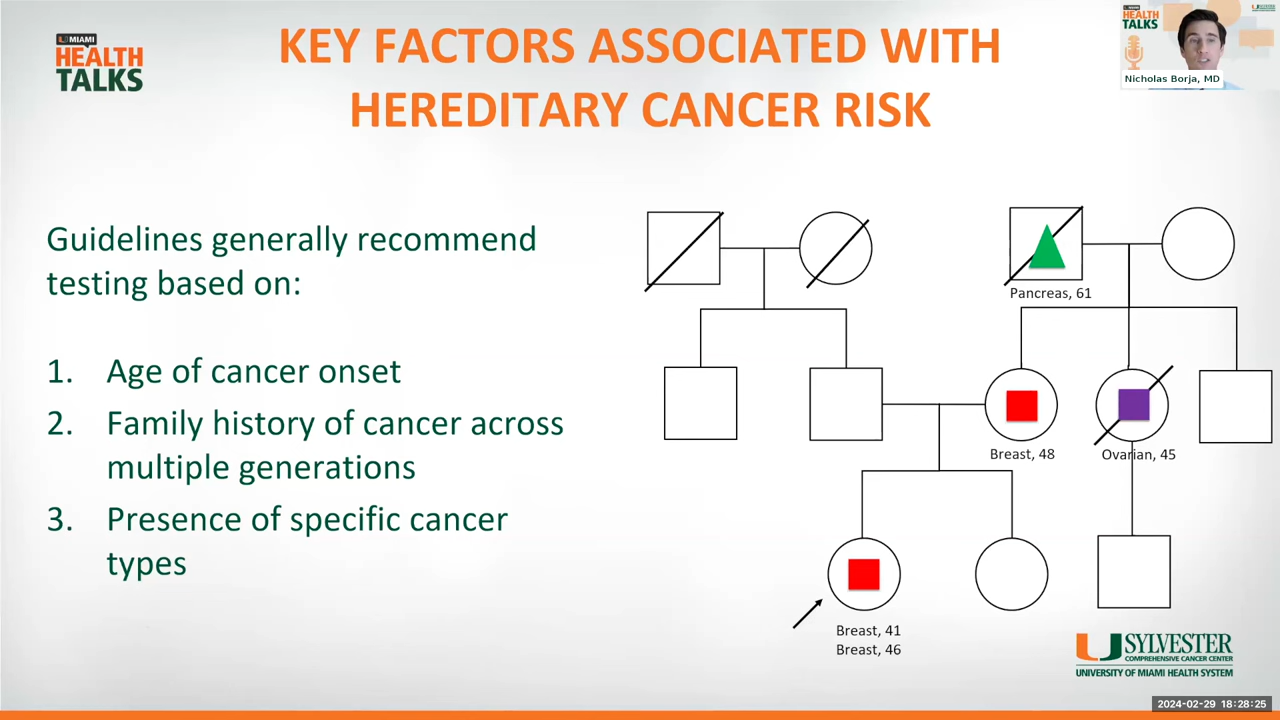 U MIAMI
HEALTH
TALKS
KEY FACTORS ASSOCIATED WITH
HEREDITARY CANCER RISK
HEALTH
TALKS
Nicholas Borja, MD
Guidelines generally recommend
testing based on:
1. Age of cancer onset
2. Family history of cancer across
multiple generations
3. Presence of specific cancer
types
Pancreas, 61
Breast, 48
Ovarian, 45
Breast, 41
Breast, 46
SYLVESTER
COMPREHENSIVE CANCER CENTER
UNIVERSITY OF MIAMI HEALTH SYSTEM
2024-02-29 18:28:25